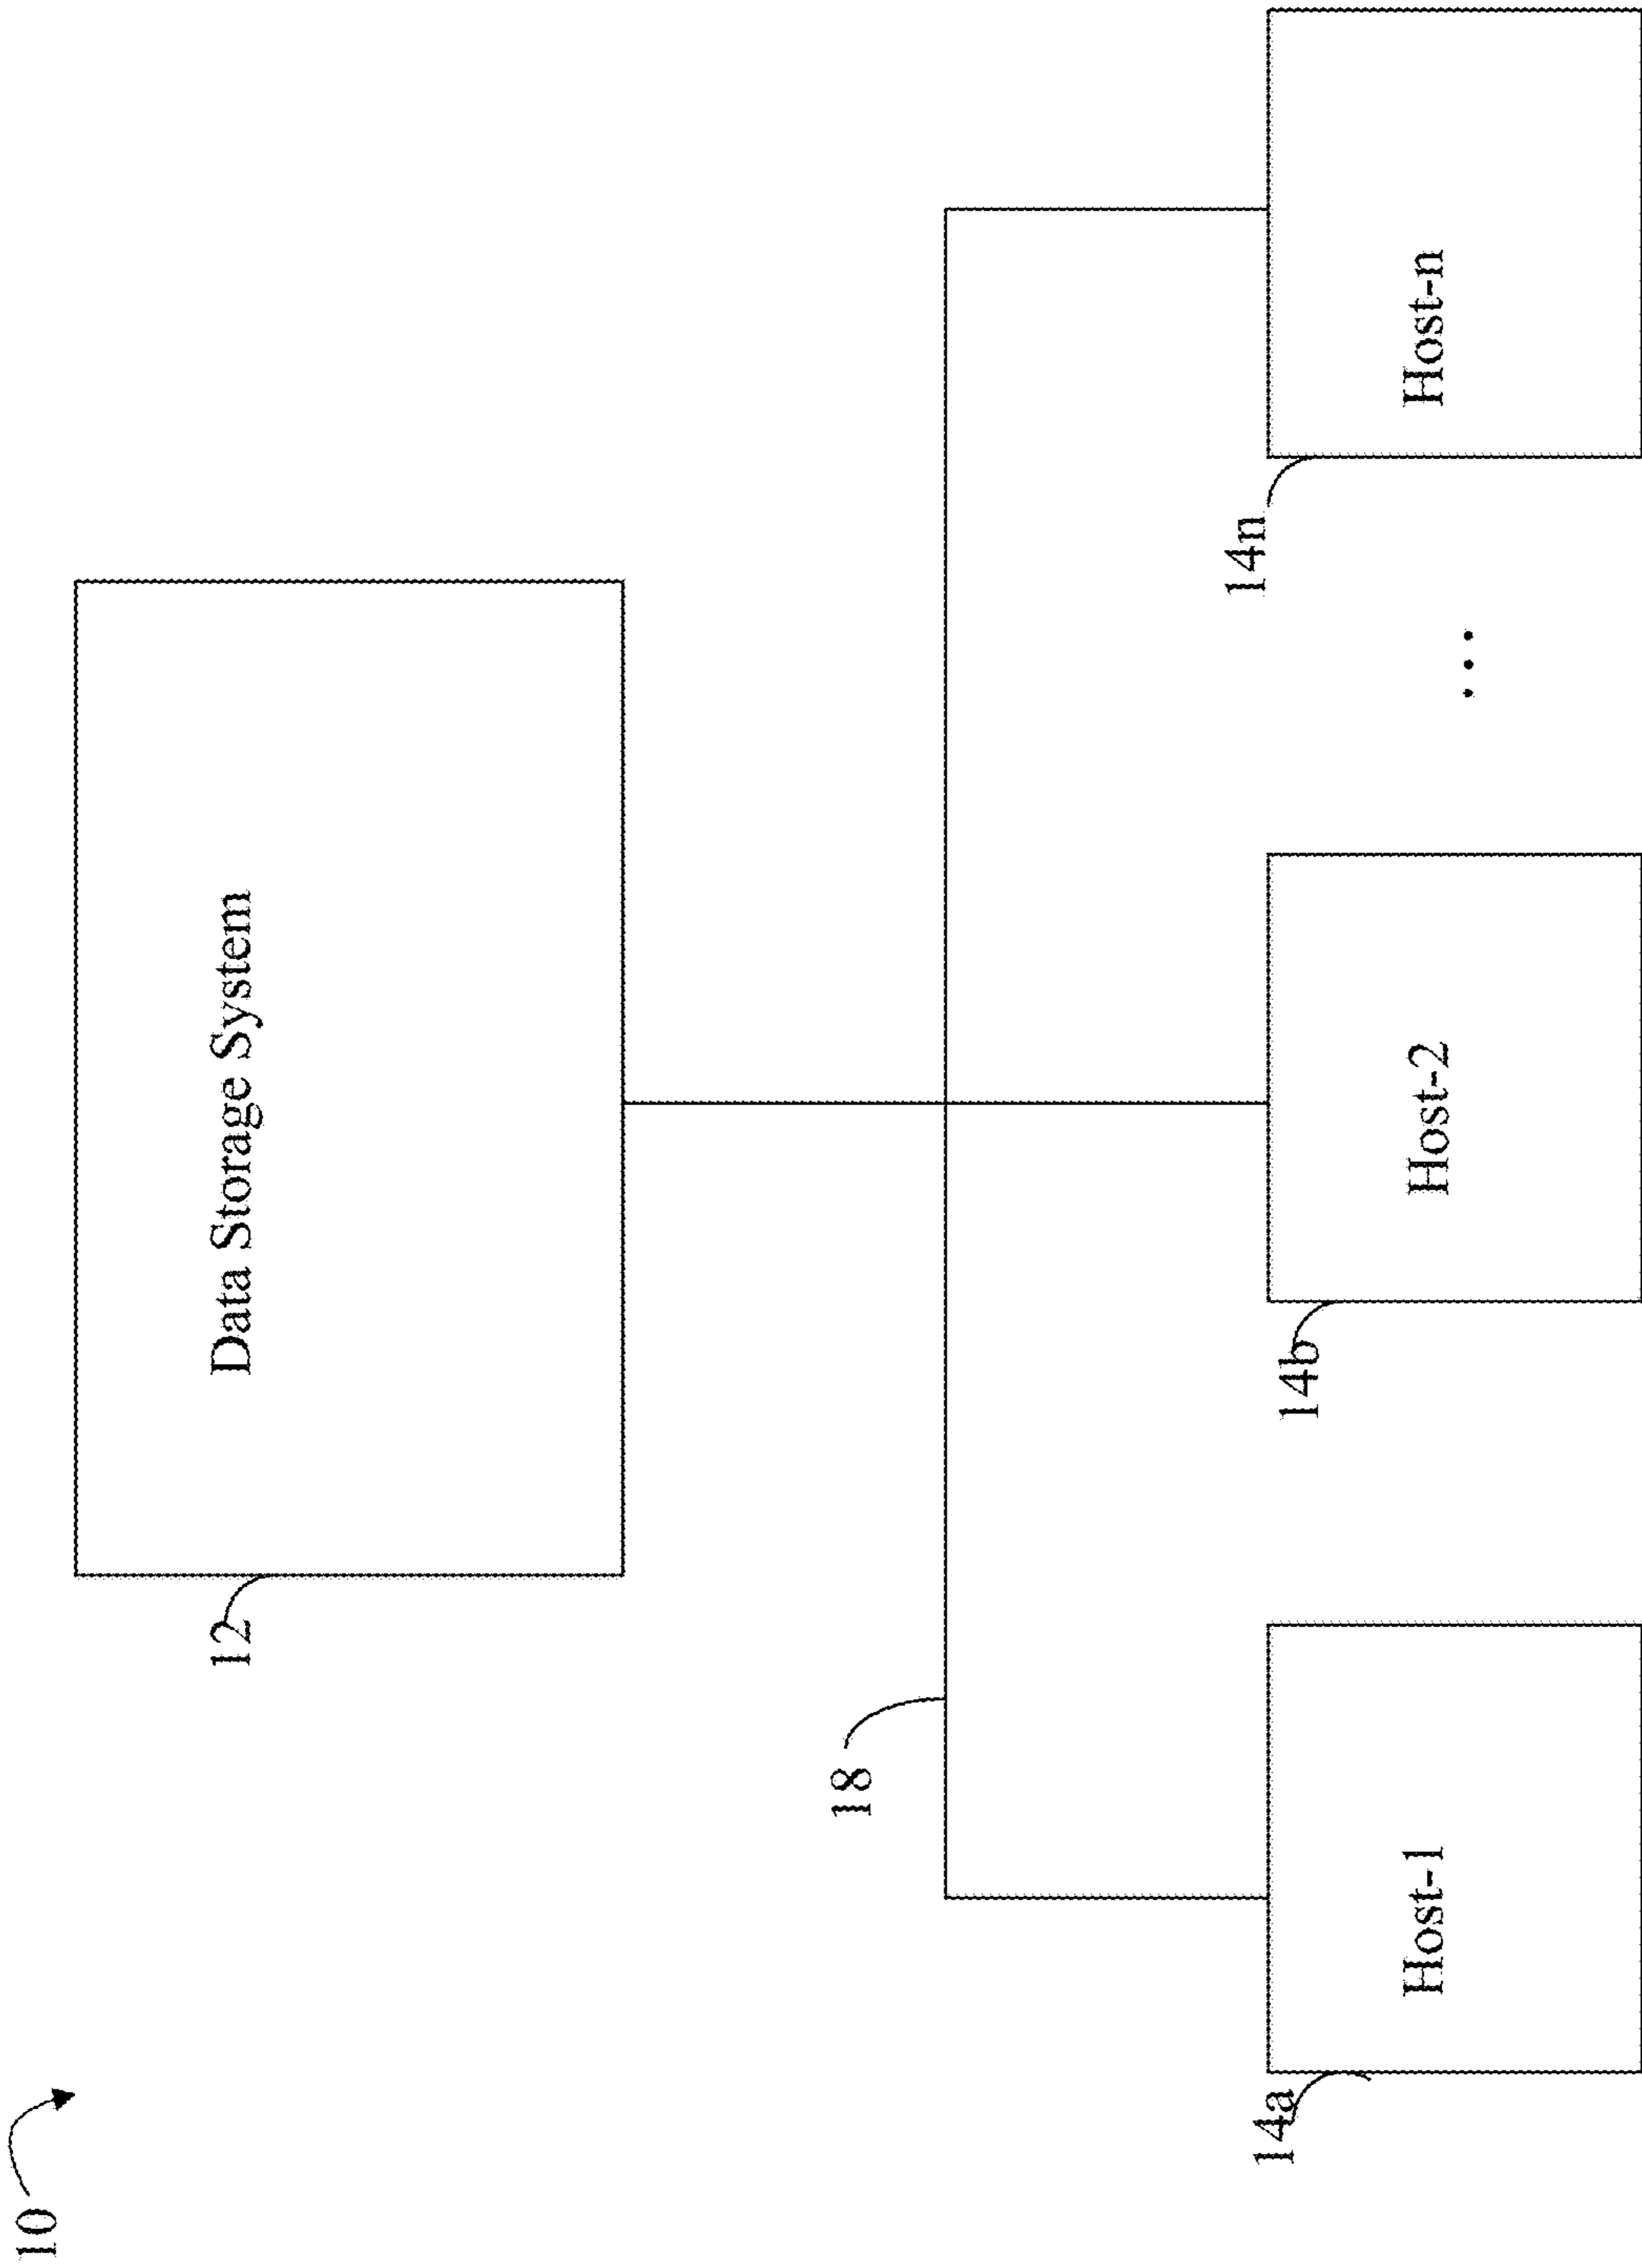 10
12
Data Storage System
18
14a
Host-1
14b
Host-2
...
14n
Host-n